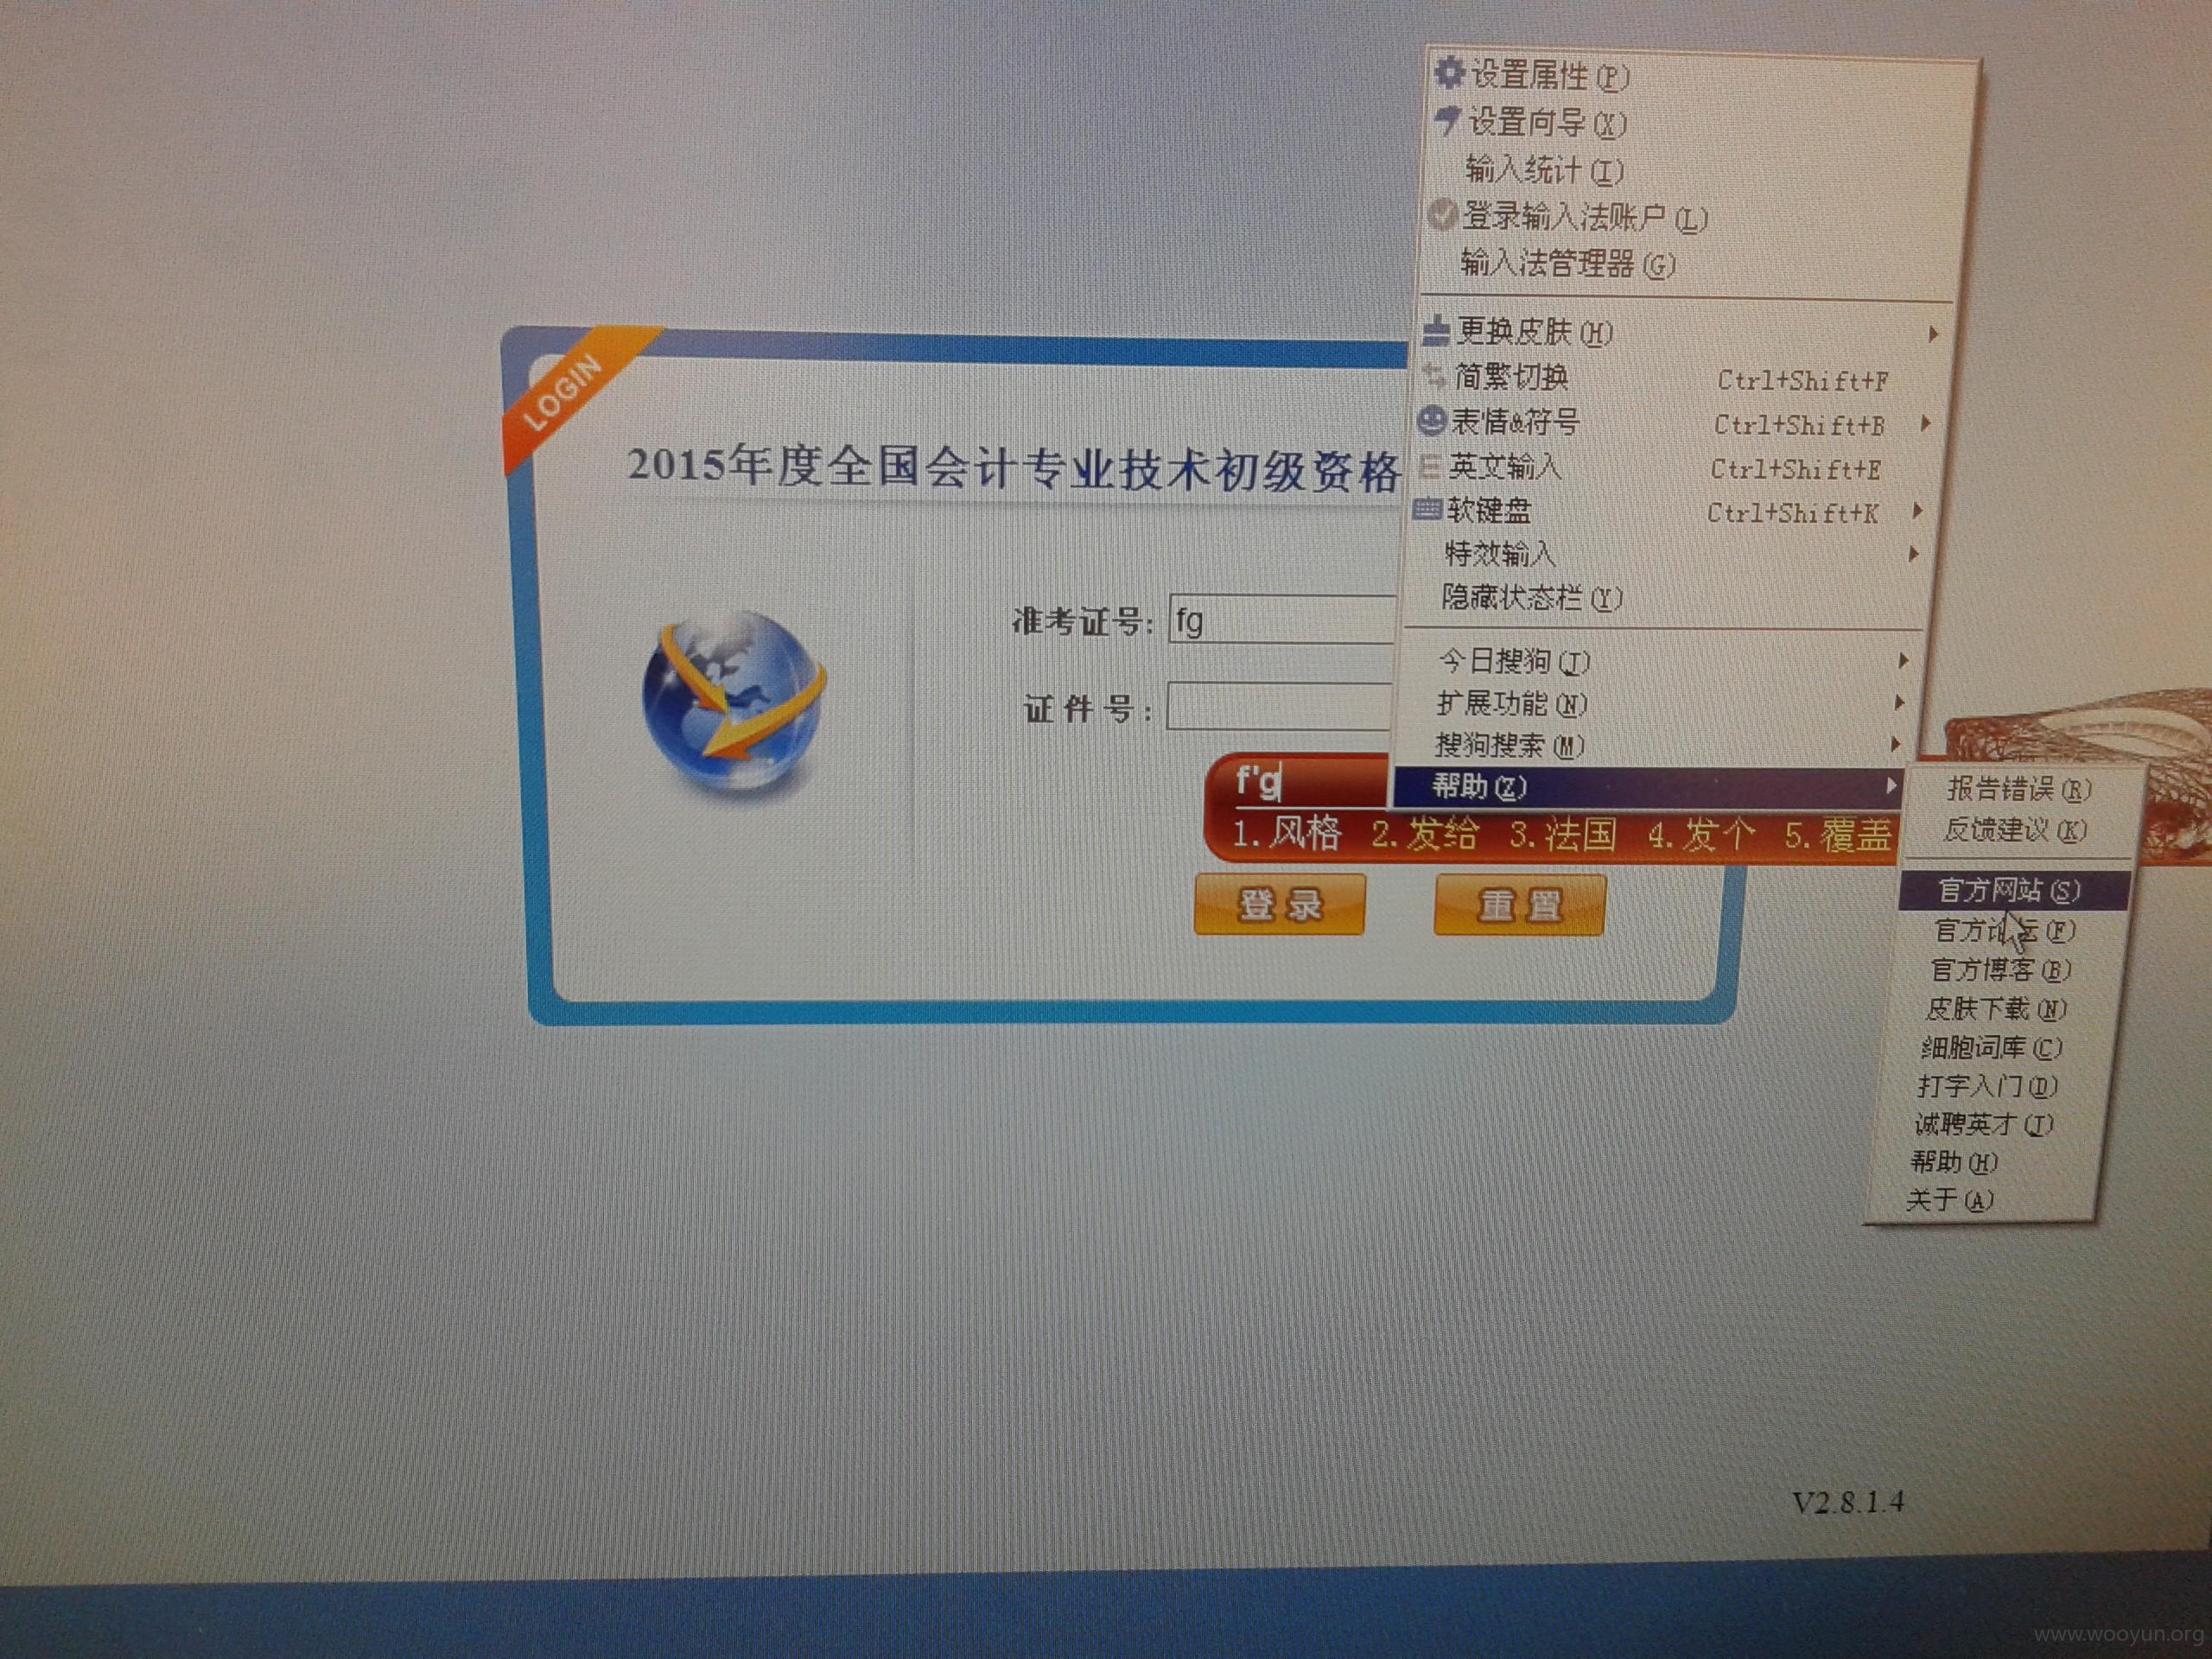 设置属性(P)
设置向导(X)
输入统计(I)
登录输入法账户(L)
输入法管理器(G)
更换皮肤(H)
简繁切换 Ctrl+Shift+F
表情&符号 Ctrl+Shift+B
英文输入 Ctrl+Shift+E
软键盘 Ctrl+Shift+K
特效输入
隐藏状态栏(Y)
今日搜狗(J)
扩展功能(N)
搜狗搜索(M)
帮助(Z)
LOGIN
2015年度全国会计专业技术初级资格
准考证号: fg
证件号:
f'g
1.风格 2.发给 3.法国 4.发个 5.覆盖
登录 重置
报告错误(R)
反馈建议(K)
官方网站(S)
官方论坛(F)
官方博客(B)
皮肤下载(N)
细胞词库(C)
打字入门(D)
诚聘英才(J)
帮助(H)
关于(A)
V2.8.1.4
www.wooyun.org